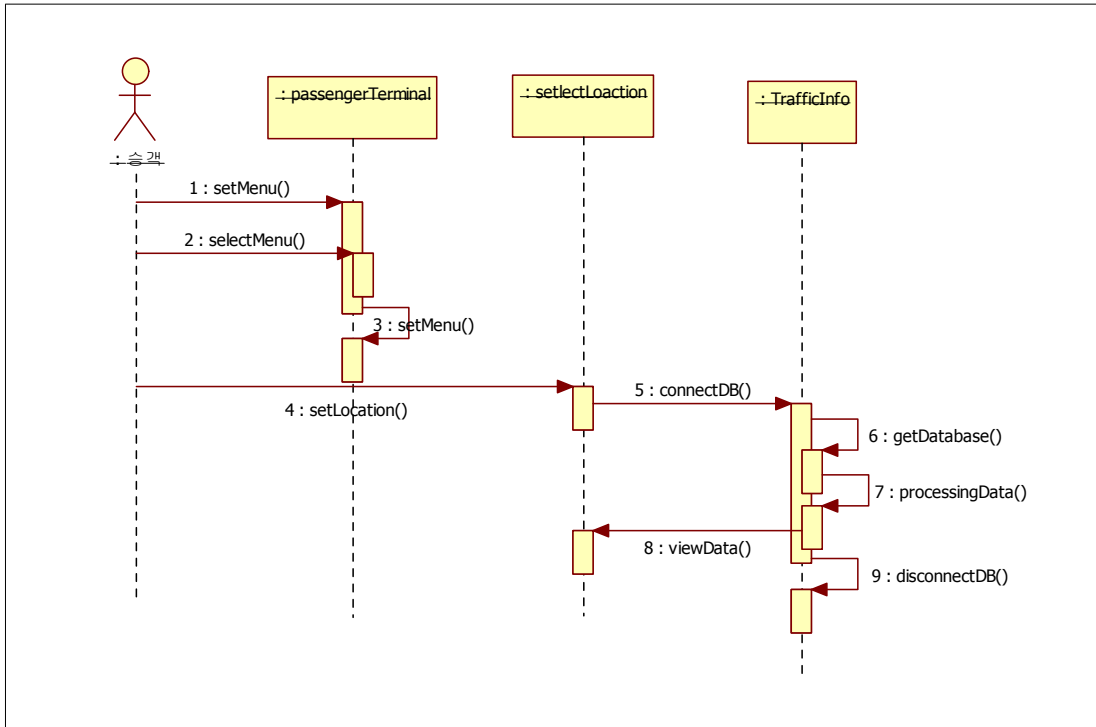 : 승객
: passengerTerminal
: setlectLoaction
: TrafficInfo
1 : setMenu()
2 : selectMenu()
3 : setMenu()
4 : setLocation()
5 : connectDB()
6 : getDatabase()
7 : processingData()
8 : viewData()
9 : disconnectDB()